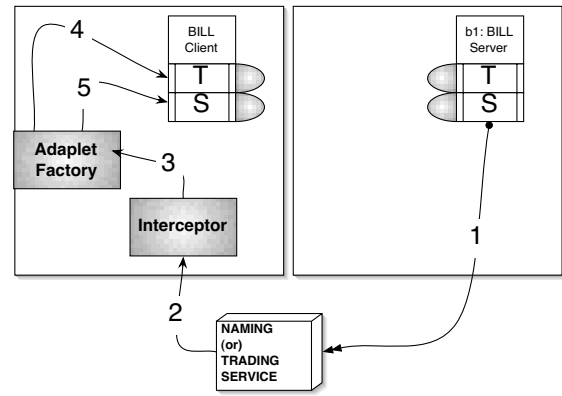 4
BILL
Client
T
S
5
b1: BILL
Server
T
S
Adaplet
Factory
3
Interceptor
1
2
NAMING
(or)
TRADING
SERVICE